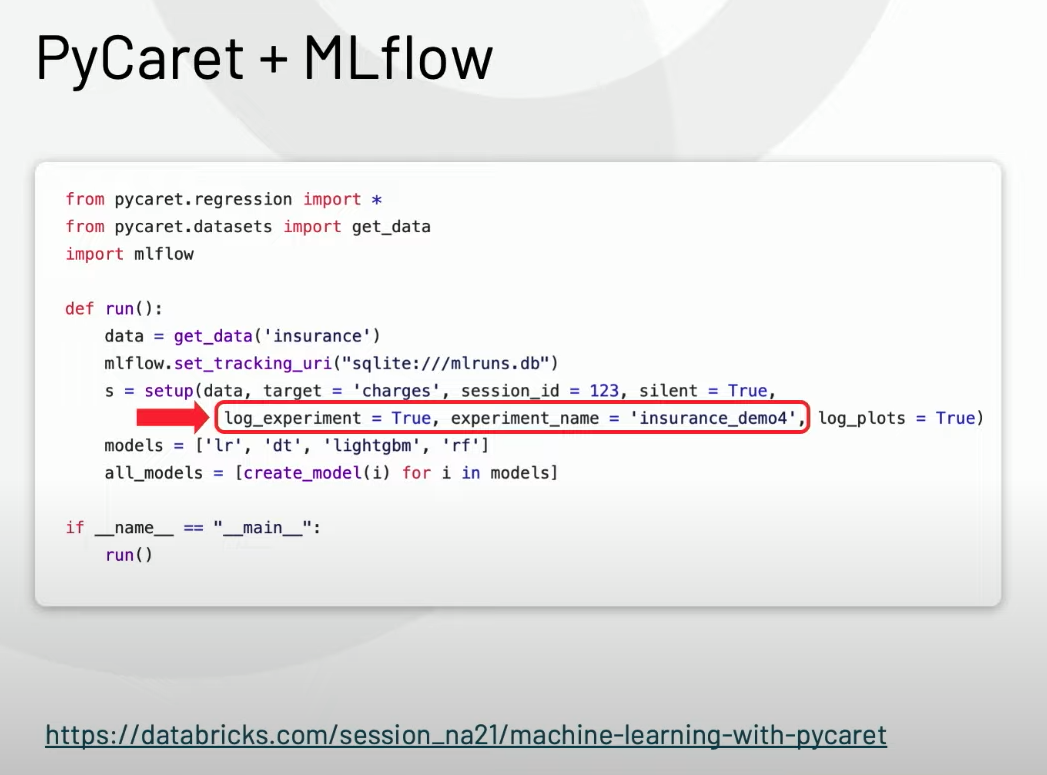 PyCaret + MLflow
from pycaret.regression import *
from pycaret.datasets import get_data
import mlflow
def run():
data = get_data('insurance')
mlflow.set_tracking_uri("sqlite:///mlruns.db")
s = setup(data, target = 'charges', session_id = 123, silent = True,
log_experiment = True, experiment_name = 'insurance_demo4', log_plots = True)
models = ['lr', 'dt', 'lightgbm', 'rf']
all_models = [create_model(i) for i in models]
if __name__ == "__main__":
run()
https://databricks.com/session_na21/machine-learning-with-pycaret